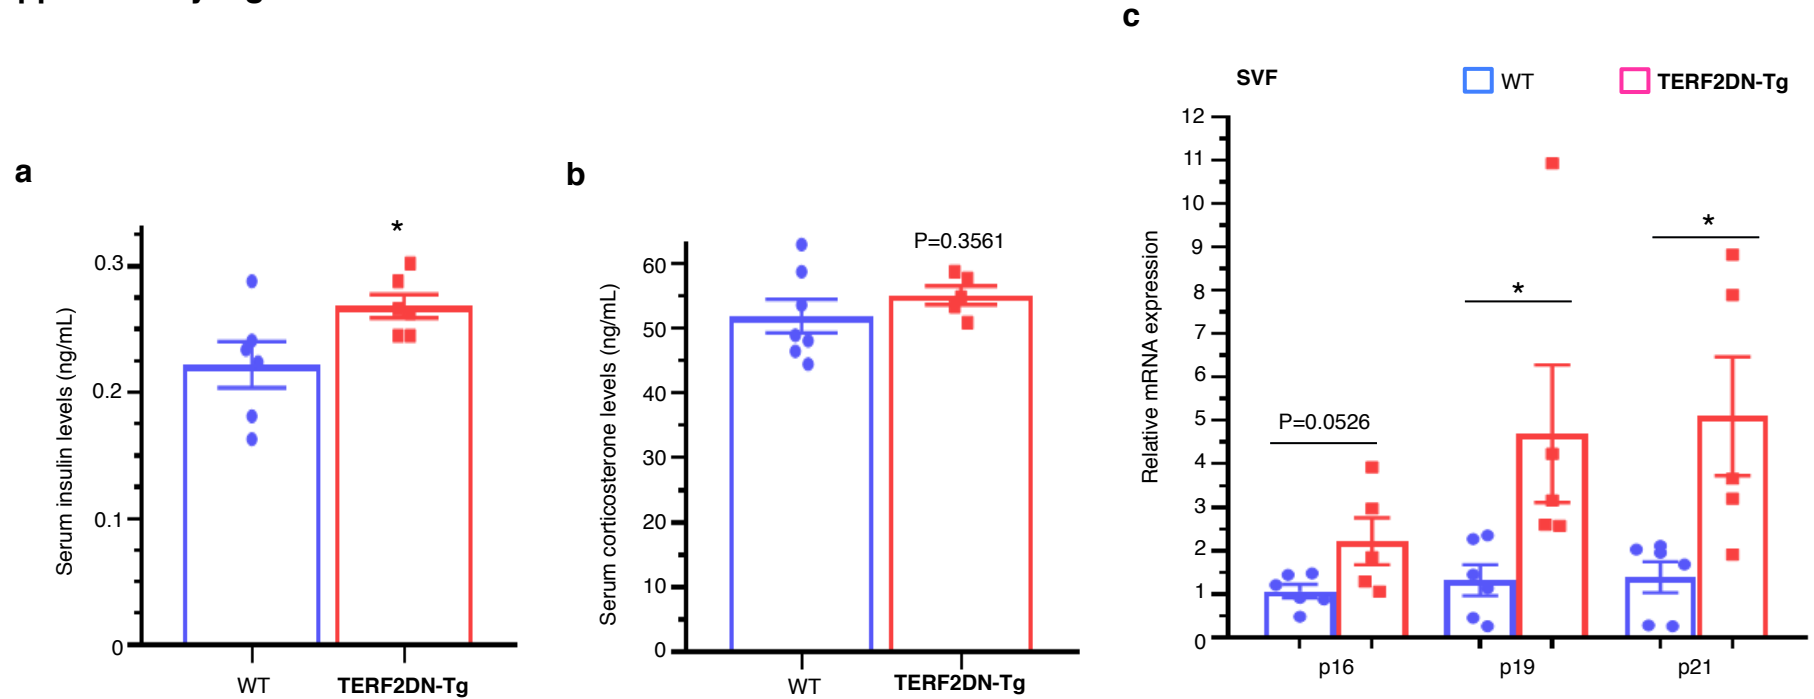 c
SVF
WT
TERF2DN-Tg
a
b
Serum insulin levels (ng/mL)
0.3
0.2
0.1
0
*
WT
TERF2DN-Tg
Serum corticosterone levels (ng/mL)
60
50
40
30
20
10
0
P=0.3561
WT
TERF2DN-Tg
Relative mRNA expression
12
11
10
9
8
7
6
5
4
3
2
1
0
P=0.0526
*
*
p16
p19
p21